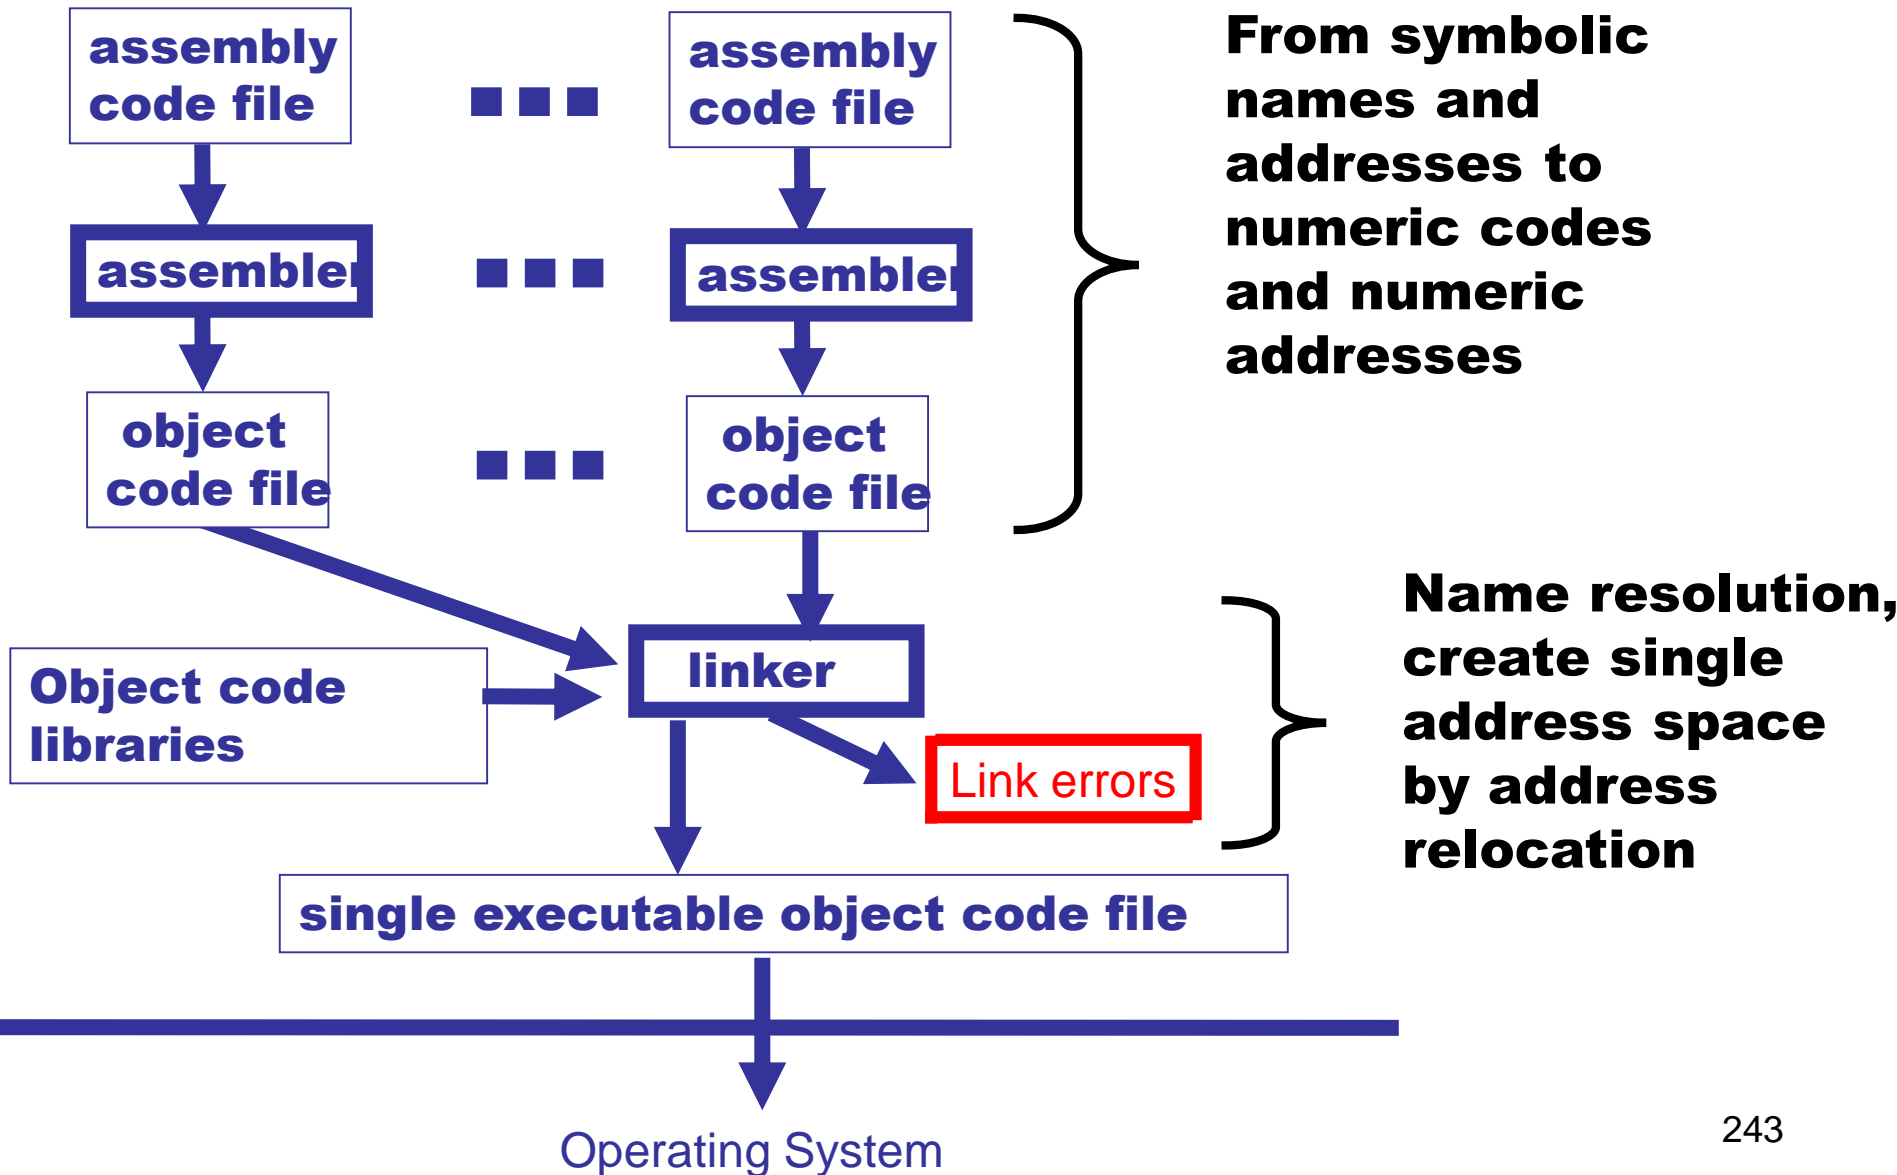 assembly
code file
assembly
code file
assembler
assembler
object
code file
object
code file
From symbolic
names and
addresses to
numeric codes
and numeric
addresses
Object code
libraries
linker
Link errors
Name resolution,
create single
address space
by address
relocation
single executable object code file
Operating System
243